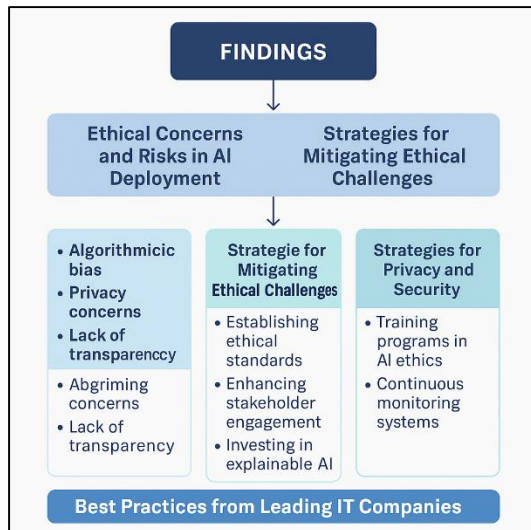 FINDINGS
Ethical Concerns
and Risks in AI
Deployment
Strategies for
Mitigating Ethical
Challenges
• Algorithmicic
bias
• Privacy
concerns
• Lack of
transparenccy
• Abgriming
concerns
• Lack of
transparency
Strategie for
Mitigating
Ethical Challenges
• Establishing
ethical
standards
• Enhancing
stakeholder
engagement
• Investing in
explainable AI
Strategies for
Privacy and
Security
• Training
programs in
AI ethics
• Continuous
monitoring
systems
Best Practices from Leading IT Companies